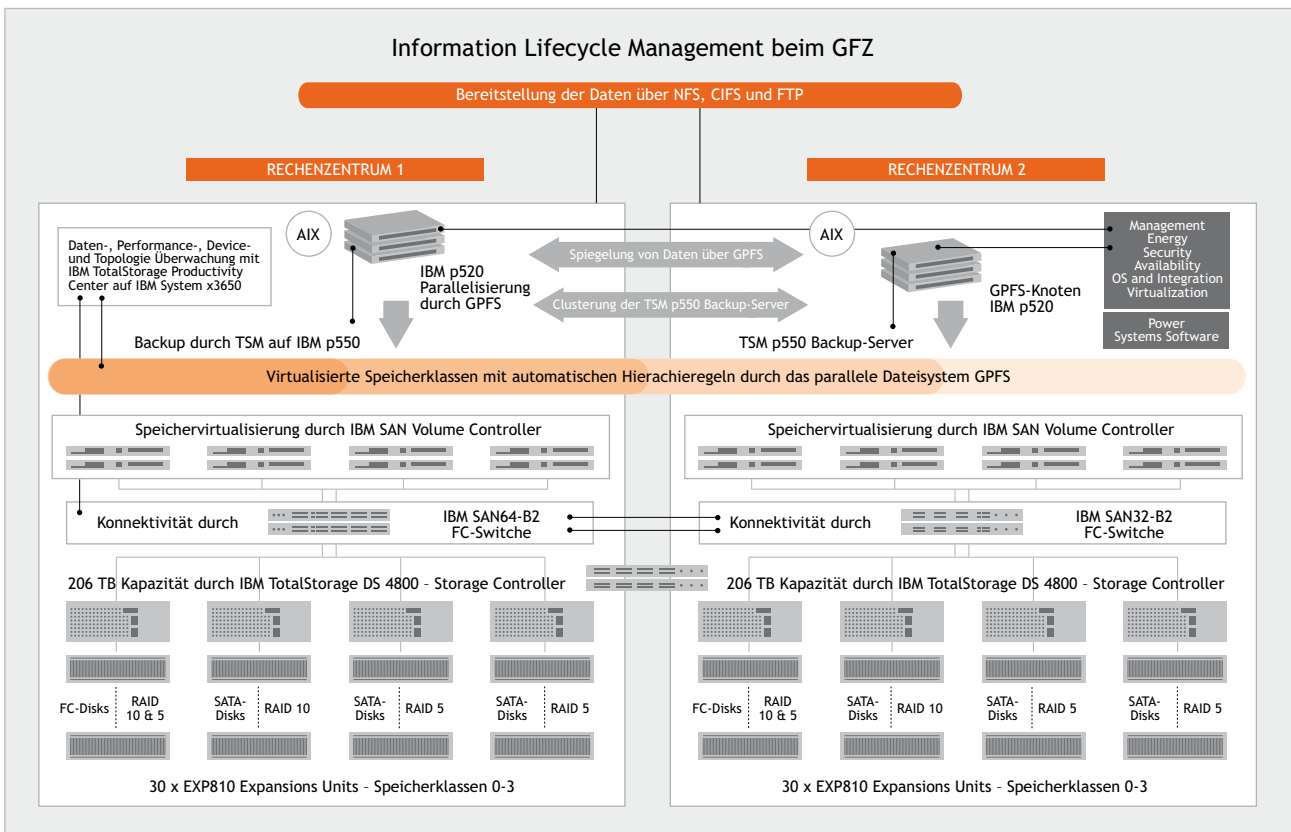 Information Lifecycle Management beim GFZ
Bereitstellung der Daten über NFS, CIFS und FTP
RECHENZENTRUM 1
RECHENZENTRUM 2
Daten-, Performance-, Device-
und Topologie Überwachung mit
IBM TotalStorage Productivity
Center auf IBM System x3650
AIX
IBM p520
Parallelisierung
durch GPFS
Backup durch TSM auf IBM p550
Spiegelung von Daten über GPFS
Clusterung der TSM p550 Backup-Server
AIX
GPFS-Knoten
IBM p520
TSM p550 Backup-Server
Management
Energy
Security
Availability
OS and Integration
Virtualization
Power
Systems Software
Virtualisierte Speicherklassen mit automatischen Hierachieregeln durch das parallele Dateisystem GPFS
Speichervirtualisierung durch IBM SAN Volume Controller
Konnektivität durch
IBM SAN64-B2
FC-Switche
206 TB Kapazität durch IBM TotalStorage DS 4800 – Storage Controller
FC-Disks
RAID
10 & 5
SATA-
Disks
RAID 10
SATA-
Disks
RAID 5
SATA-
Disks
RAID 5
30 x EXP810 Expansions Units – Speicherklassen 0-3
Speichervirtualisierung durch IBM SAN Volume Controller
Konnektivität durch
IBM SAN32-B2
FC-Switche
206 TB Kapazität durch IBM TotalStorage DS 4800 – Storage Controller
FC-Disks
RAID
10 & 5
SATA-
Disks
RAID 10
SATA-
Disks
RAID 5
SATA-
Disks
RAID 5
30 x EXP810 Expansions Units – Speicherklassen 0-3